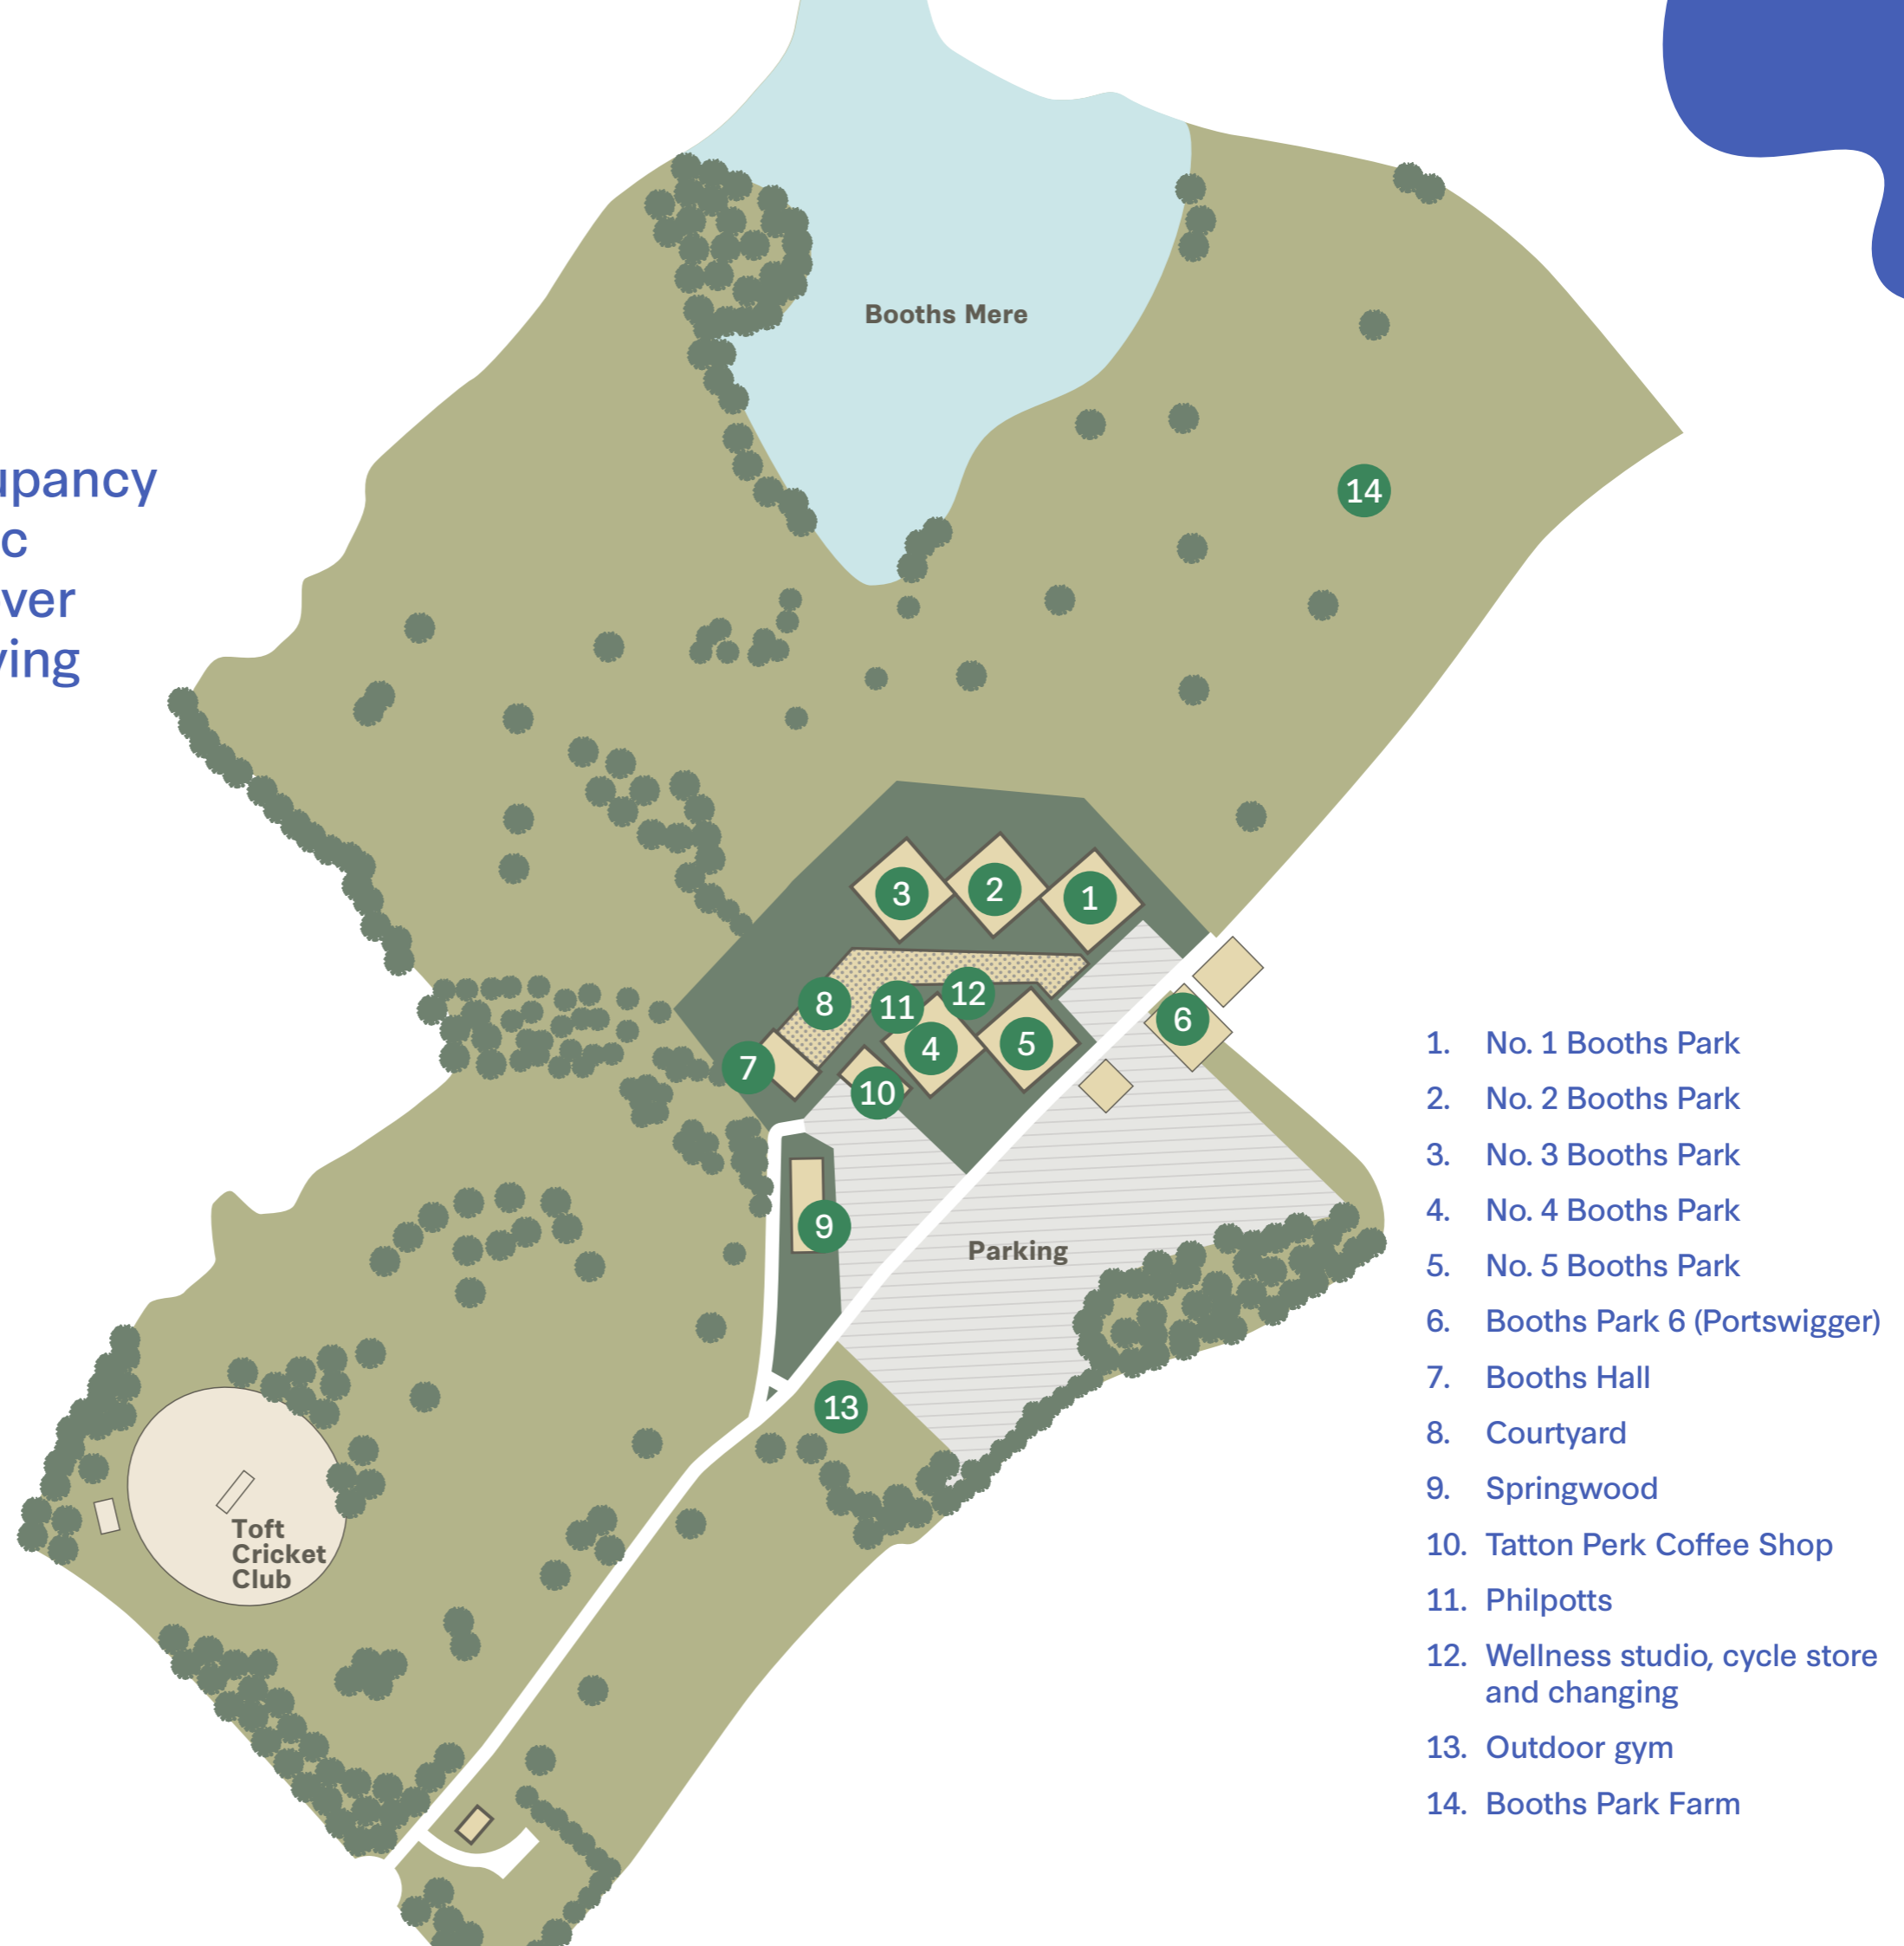 upancy
c
ver
ving
Booths Mere
14
3
2
1
8
11
12
6
7
4
5
10
9
Parking
13
Toft
Cricket
Club
1. No. 1 Booths Park
2. No. 2 Booths Park
3. No. 3 Booths Park
4. No. 4 Booths Park
5. No. 5 Booths Park
6. Booths Park 6 (Portswigger)
7. Booths Hall
8. Courtyard
9. Springwood
10. Tatton Perk Coffee Shop
11. Philpotts
12. Wellness studio, cycle store
and changing
13. Outdoor gym
14. Booths Park Farm